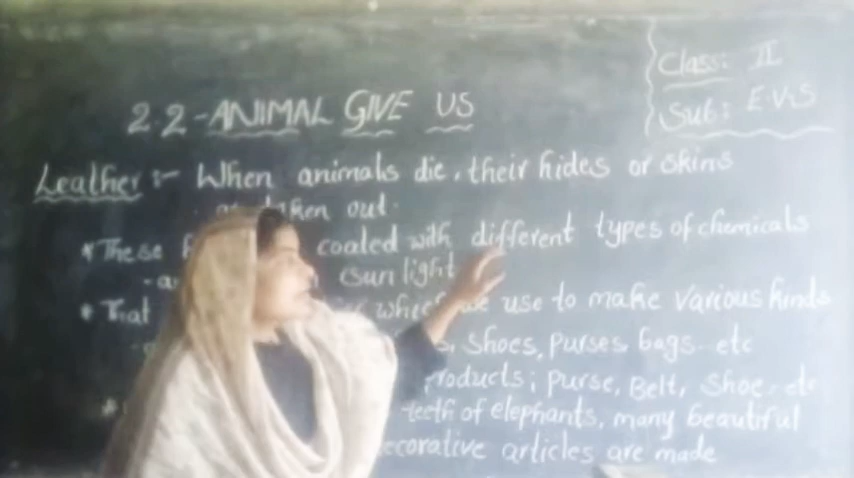 Class: II
Sub: E.V.S
2.2-ANIMAL GIVE US
Leather :- When animals die, their hides or skins
taken out.
*These coated with different types of chemicals
(sun light
*That which we use to make various kinds
shoes, purses, bags. etc
products; purse, Belt, shoe. etc
teeth of elephants, many beautiful
decorative articles are made